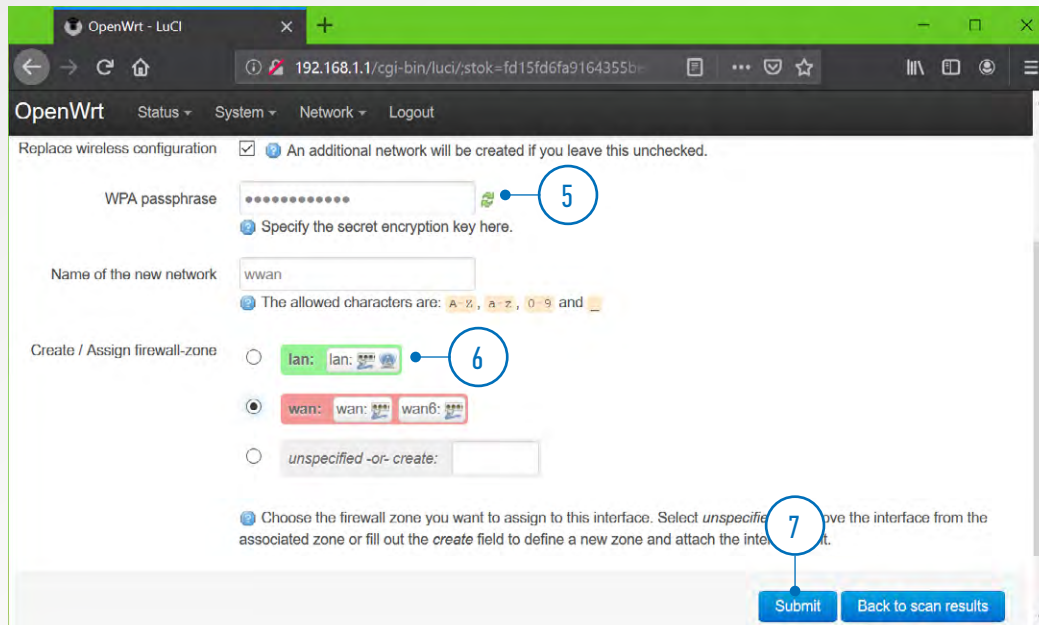 OpenWrt - LuCI
192.168.1.1/cgi-bin/luci/;stok=fd15fd6fa9164355be
OpenWrt Status System Network Logout
Replace wireless configuration An additional network will be created if you leave this unchecked.
WPA passphrase ●●●●●●●●●●●● 5
Specify the secret encryption key here.
Name of the new network wwan
The allowed characters are: A-Z, a-z, 0-9 and _
Create / Assign firewall-zone lan: lan: 6
wan: wan: wan6:
unspecified -or- create:
Choose the firewall zone you want to assign to this interface. Select unspecifie ove the interface from the
associated zone or fill out the create field to define a new zone and attach the inte t.
7
Submit Back to scan results